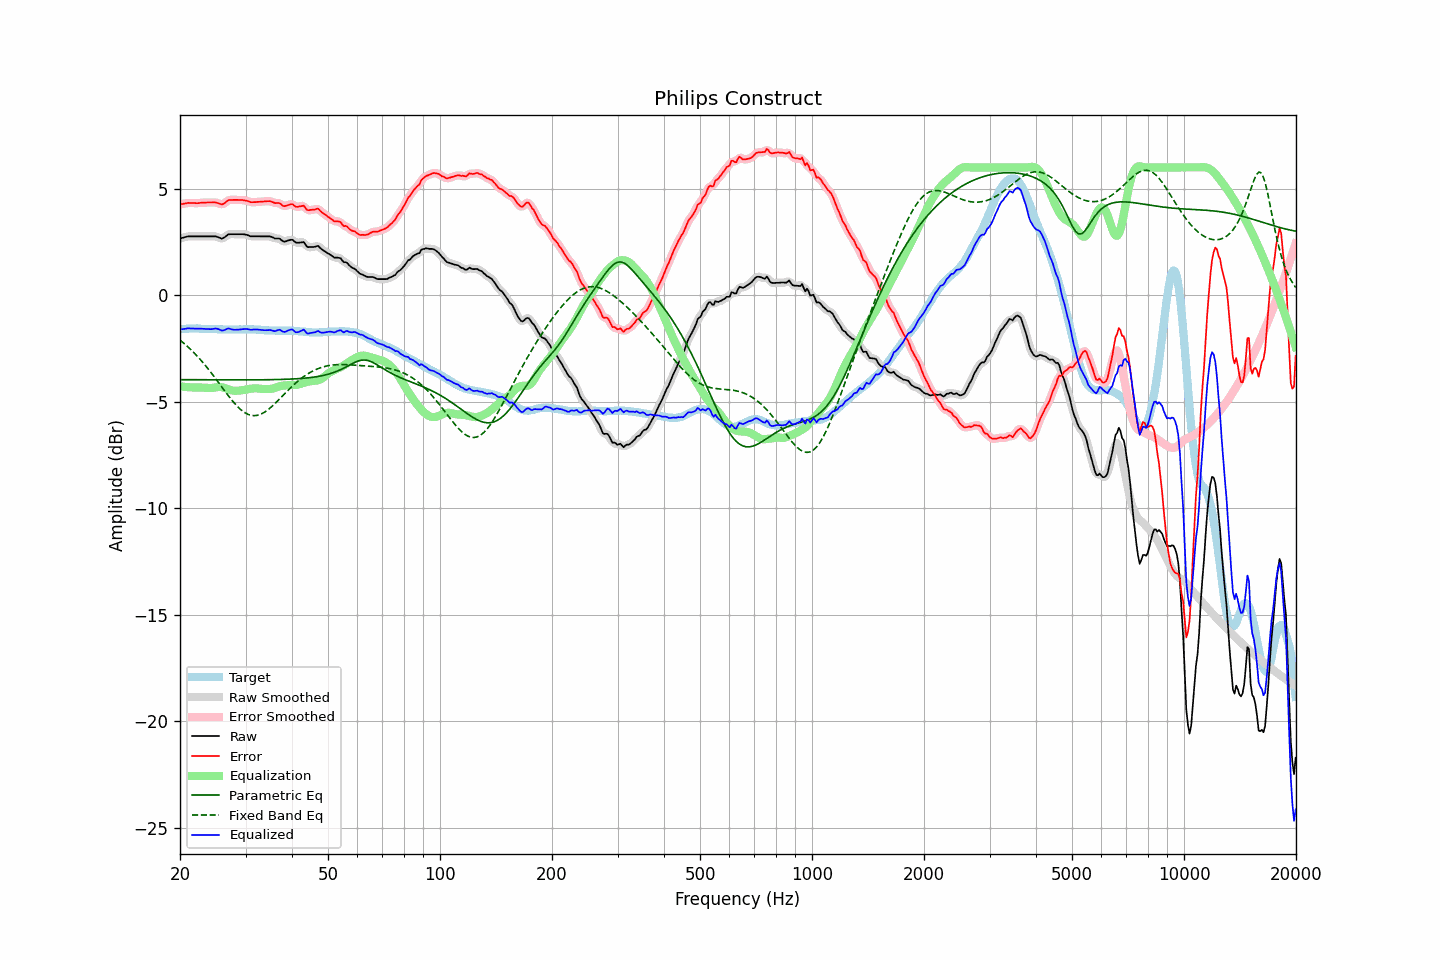 Philips Construct
Amplitude (dBr)
5
0
−5
−10
−15
−20
−25
Target
Raw Smoothed
Error Smoothed
Raw
Error
Equalization
Parametric Eq
Fixed Band Eq
Equalized
20 50 100 200 500 1000 2000 5000 10000 20000
Frequency (Hz)